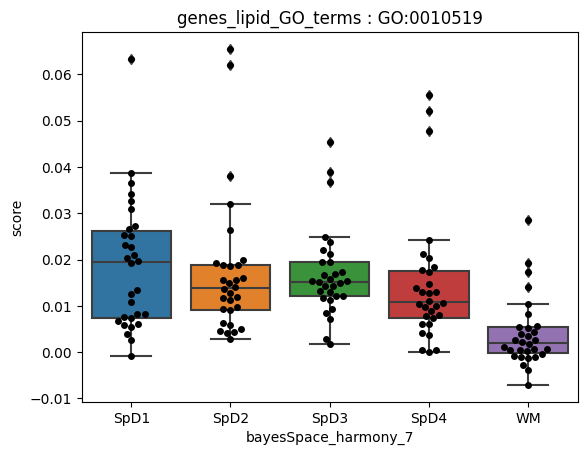 genes_lipid_GO_terms : GO:0010519
score
0.06
0.05
0.04
0.03
0.02
0.01
0.00
−0.01
SpD1 SpD2 SpD3 SpD4 WM
bayesSpace_harmony_7